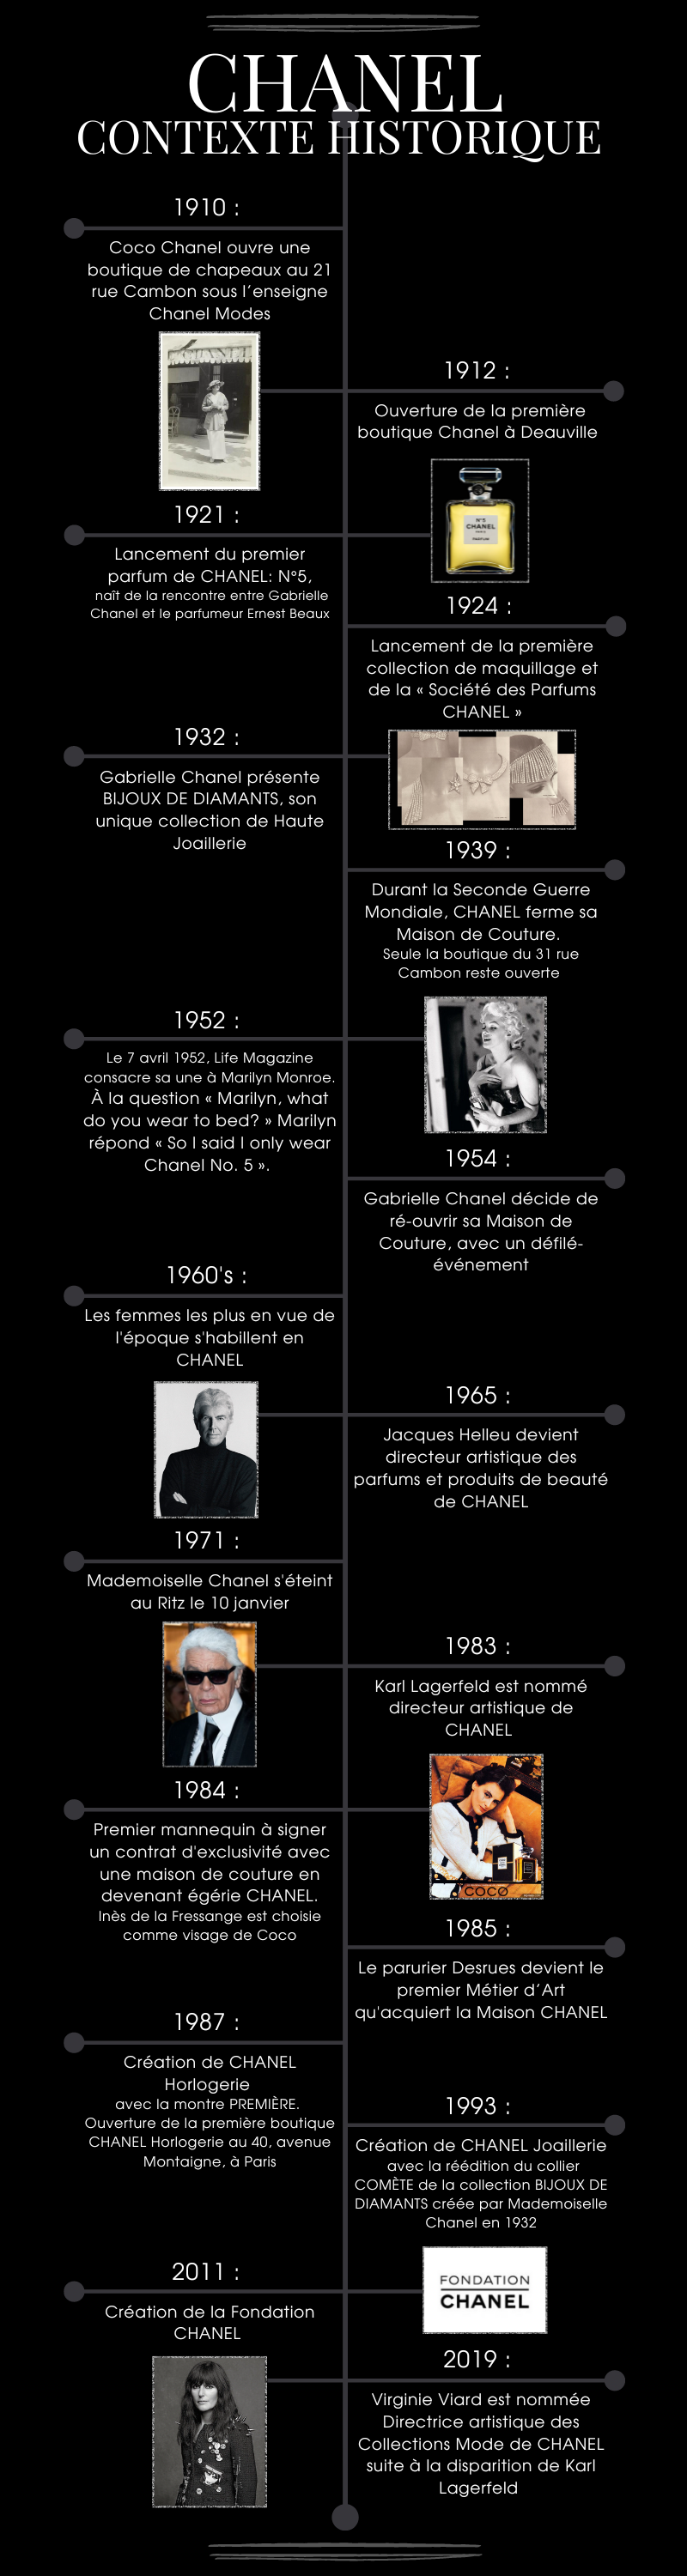 CHANEL
CONTEXTE HISTORIQUE
1910 :
Coco Chanel ouvre une
boutique de chapeaux au 21
rue Cambon sous l'enseigne
Chanel Modes
1912 :
Ouverture de la première
boutique Chanel à Deauville
N°5
CHANEL
PARIS
PARFUM
1921 :
Lancement du premier
parfum de CHANEL: N°5,
naît de la rencontre entre Gabrielle
Chanel et le parfumeur Ernest Beaux
1924 :
Lancement de la première
collection de maquillage et
de la « Société des Parfums
CHANEL »
1932 :
Gabrielle Chanel présente
BIJOUX DE DIAMANTS, son
unique collection de Haute
Joaillerie
1939 :
Durant la Seconde Guerre
Mondiale, CHANEL ferme sa
Maison de Couture.
Seule la boutique du 31 rue
Cambon reste ouverte
1952 :
Le 7 avril 1952, Life Magazine
consacre sa une à Marilyn Monroe.
À la question « Marilyn, what
do you wear to bed? » Marilyn
répond « So I said I only wear
Chanel No. 5 ».
1954 :
Gabrielle Chanel décide de
ré-ouvrir sa Maison de
Couture, avec un défilé-
événement
1960's :
Les femmes les plus en vue de
l'époque s'habillent en
CHANEL
1965 :
Jacques Helleu devient
directeur artistique des
parfums et produits de beauté
de CHANEL
1971 :
Mademoiselle Chanel s'éteint
au Ritz le 10 janvier
1983 :
Karl Lagerfeld est nommé
directeur artistique de
CHANEL
1984 :
Premier mannequin à signer
un contrat d'exclusivité avec
une maison de couture en
devenant égérie CHANEL.
Inès de la Fressange est choisie
comme visage de Coco
COCO
1985 :
Le parurier Desrues devient le
premier Métier d'Art
qu'acquiert la Maison CHANEL
1987 :
Création de CHANEL
Horlogerie
avec la montre PREMIÈRE.
Ouverture de la première boutique
CHANEL Horlogerie au 40, avenue
Montaigne, à Paris
1993 :
Création de CHANEL Joaillerie
avec la réédition du collier
COMÈTE de la collection BIJOUX DE
DIAMANTS créée par Mademoiselle
Chanel en 1932
2011 :
Création de la Fondation
CHANEL
FONDATION
CHANEL
2019 :
Virginie Viard est nommée
Directrice artistique des
Collections Mode de CHANEL
suite à la disparition de Karl
Lagerfeld